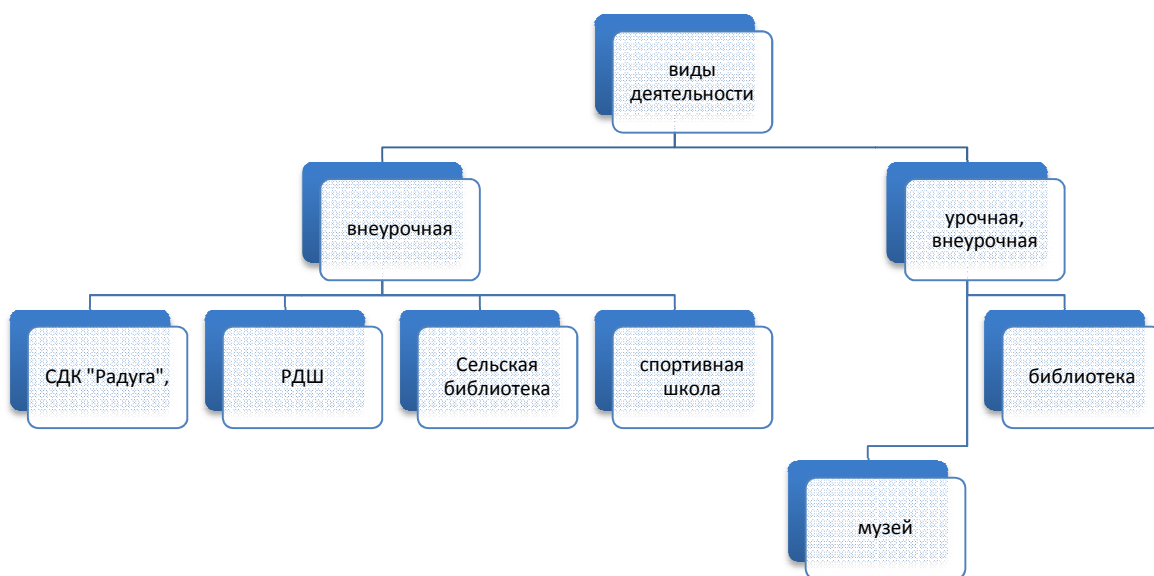 виды
деятельности
внеурочная
урочная,
внеурочная
СДК "Радуга",
РДШ
Сельская
библиотека
спортивная
школа
библиотека
музей